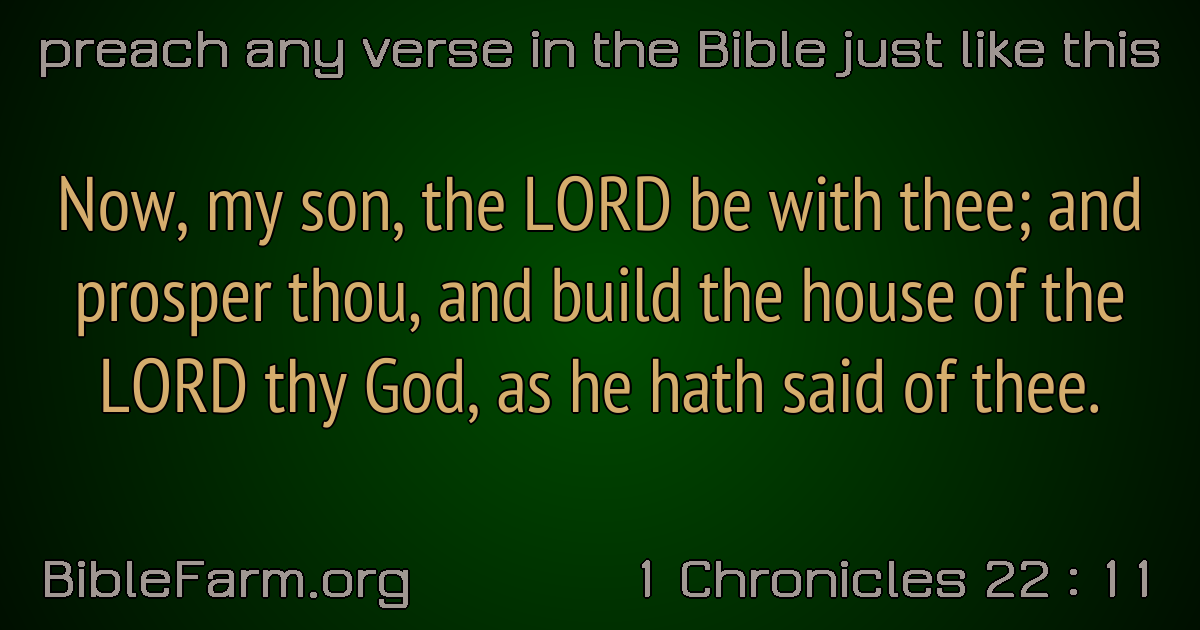 preach any verse in the Bible just like this
Now, my son, the LORD be with thee; and
prosper thou, and build the house of the
LORD thy God, as he hath said of thee.
BibleFarm.org
1 Chronicles 22 : 11